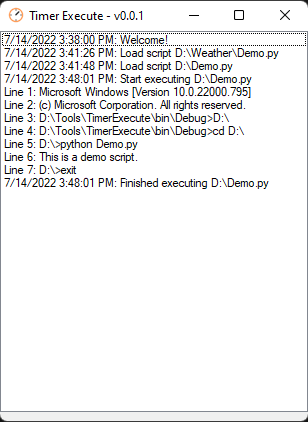 Timer Execute - v0.0.1
7/14/2022 3:38:00 PM: Welcome!
7/14/2022 3:41:26 PM: Load script D:\Weather\Demo.py
7/14/2022 3:41:48 PM: Load script D:\Demo.py
7/14/2022 3:48:01 PM: Start executing D:\Demo.py
Line 1: Microsoft Windows [Version 10.0.22000.795]
Line 2: (c) Microsoft Corporation. All rights reserved.
Line 3: D:\Tools\TimerExecute\bin\Debug>D:\
Line 4: D:\Tools\TimerExecute\bin\Debug>cd D:\
Line 5: D:\>python Demo.py
Line 6: This is a demo script.
Line 7: D:\>exit
7/14/2022 3:48:01 PM: Finished executing D:\Demo.py